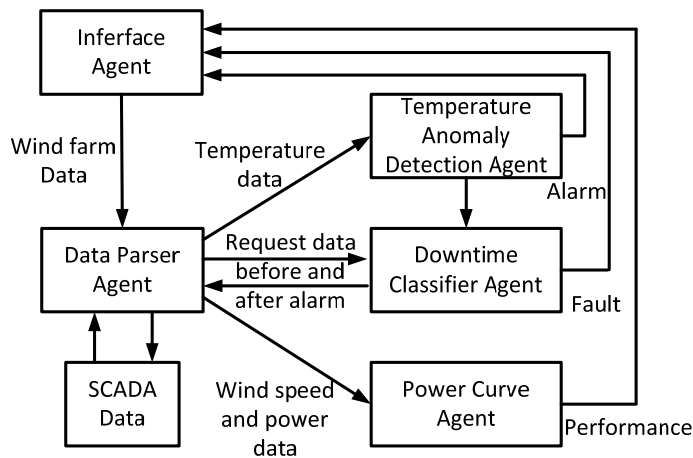 Inferface
Agent
Wind farm
Data
Temperature
data
Temperature
Anomaly
Detection Agent
Alarm
Data Parser
Agent
Request data
before and
after alarm
Downtime
Classifier Agent
Fault
SCADA
Data
Wind speed
and power
data
Power Curve
Agent
Performance